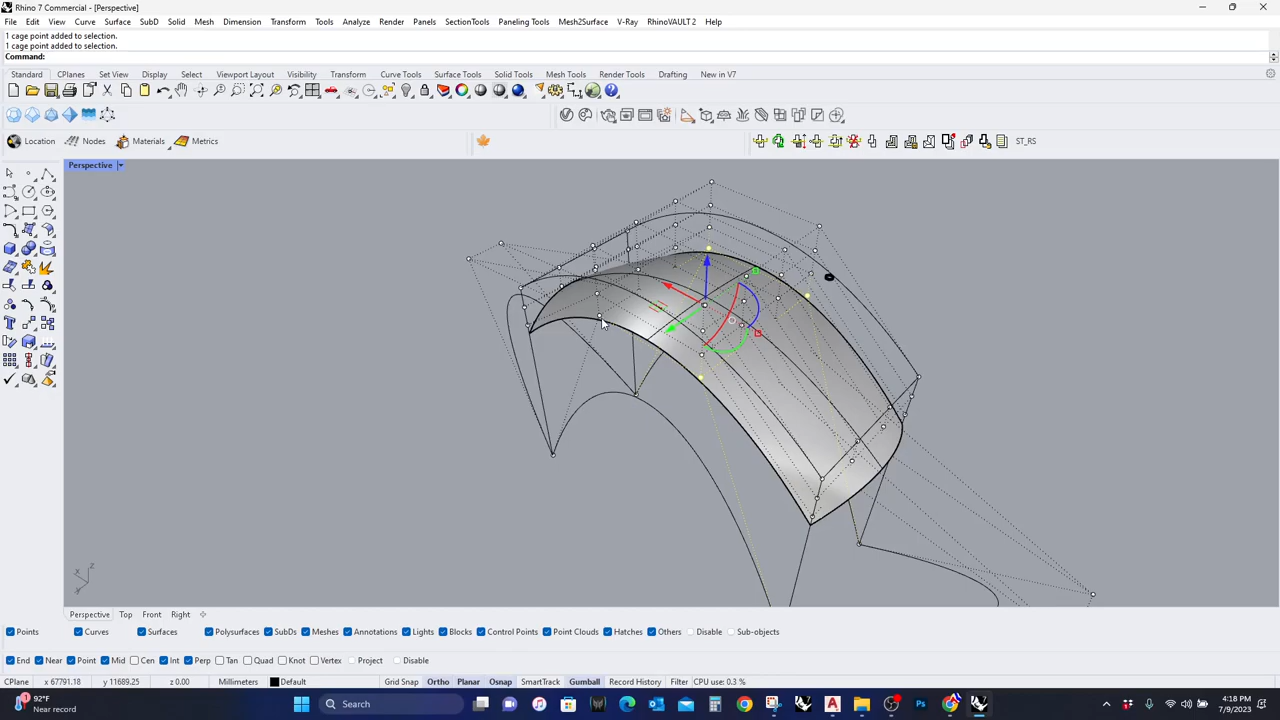 Rhino 7 Commercial - [Perspective]
File Edit View Curve Surface SubD Solid Mesh Dimension Transform Tools Analyze Render Panels SectionTools Paneling Tools Mesh2Surface V-Ray RhinoVAULT 2 Help
1 cage point added to selection.
1 cage point added to selection.
Command:
Standard CPlanes Set View Display Select Viewport Layout Visibility Transform Curve Tools Surface Tools Solid Tools Mesh Tools Render Tools Drafting New in V7
Location Nodes Materials Metrics ST_RS
Perspective
z
x
y
Perspective Top Front Right
Points Curves Surfaces Polysurfaces SubDs Meshes Annotations Lights Blocks Control Points Point Clouds Hatches Others Disable Sub-objects
End Near Point Mid Cen Int Perp Tan Quad Knot Vertex Project Disable
CPlane x 67791.18 y 11689.25 z 0.00 Millimeters Default Grid Snap Ortho Planar Osnap SmartTrack Gumball Record History Filter CPU use: 0.3 %
1 92°F
Near record
Search
4:18 PM
7/9/2023